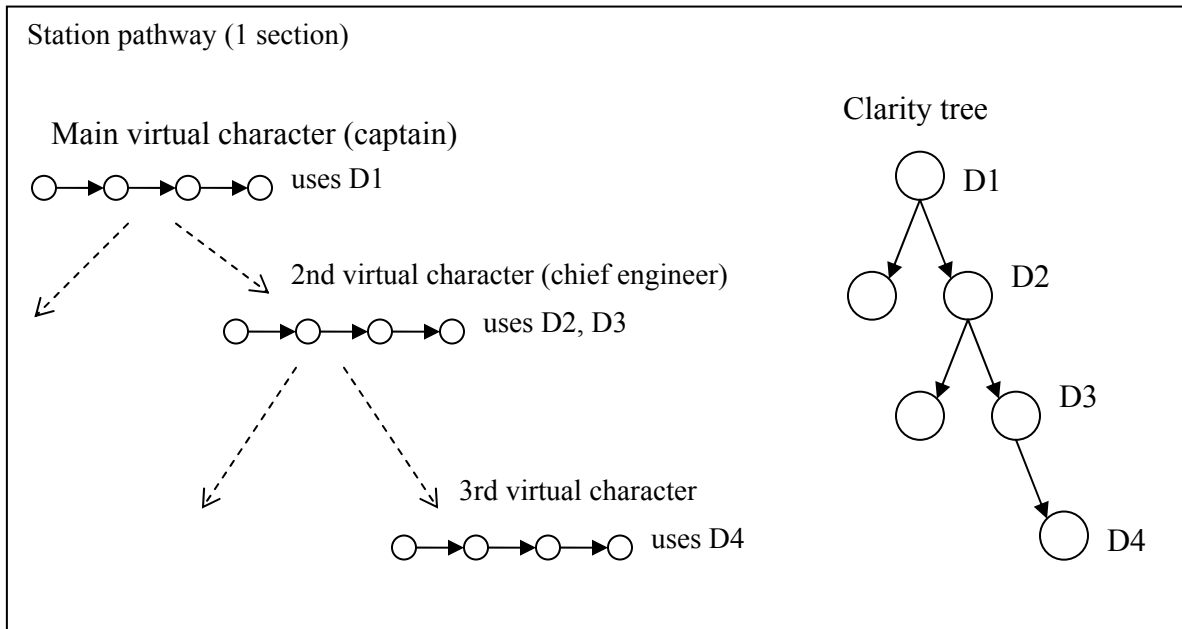 Station pathway (1 section)
Main virtual character (captain)
uses D1
2nd virtual character (chief engineer)
uses D2, D3
3rd virtual character
uses D4
Clarity tree
D1
D2
D3
D4